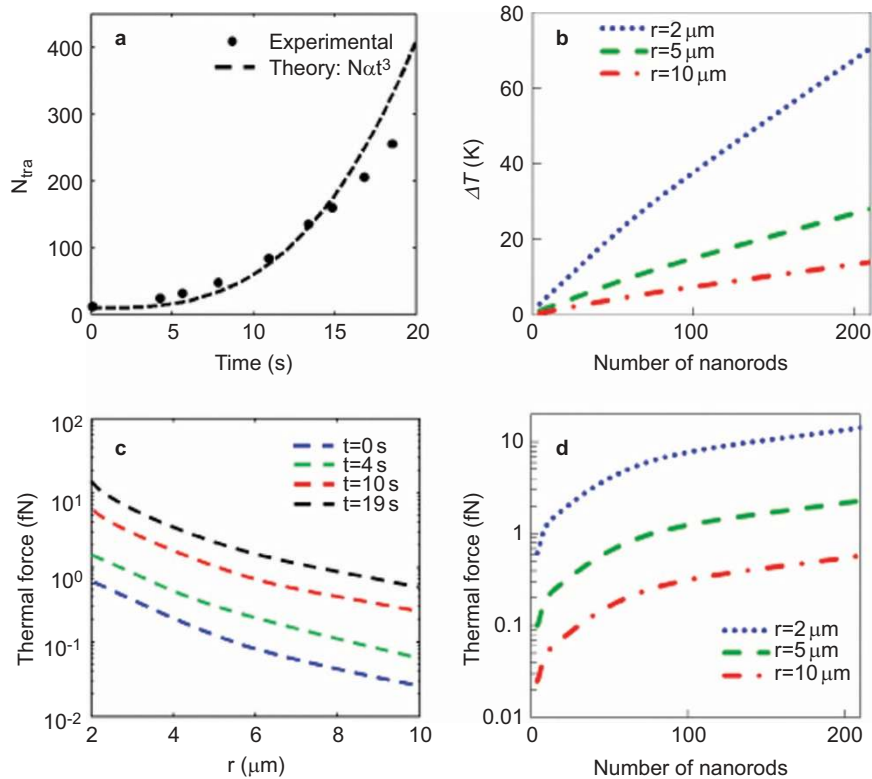 a
Experimental
Theory: Nαt³
400
300
200
100
0
N_tra
0 5 10 15 20
Time (s)
b
r=2 μm
r=5 μm
r=10 μm
80
60
40
20
0
ΔT (K)
0 100 200
Number of nanorods
c
t=0 s
t=4 s
t=10 s
t=19 s
10²
10¹
10⁰
10⁻¹
10⁻²
Thermal force (fN)
2 4 6 8 10
r (μm)
d
r=2 μm
r=5 μm
r=10 μm
10
1
0.1
0.01
Thermal force (fN)
0 100 200
Number of nanorods